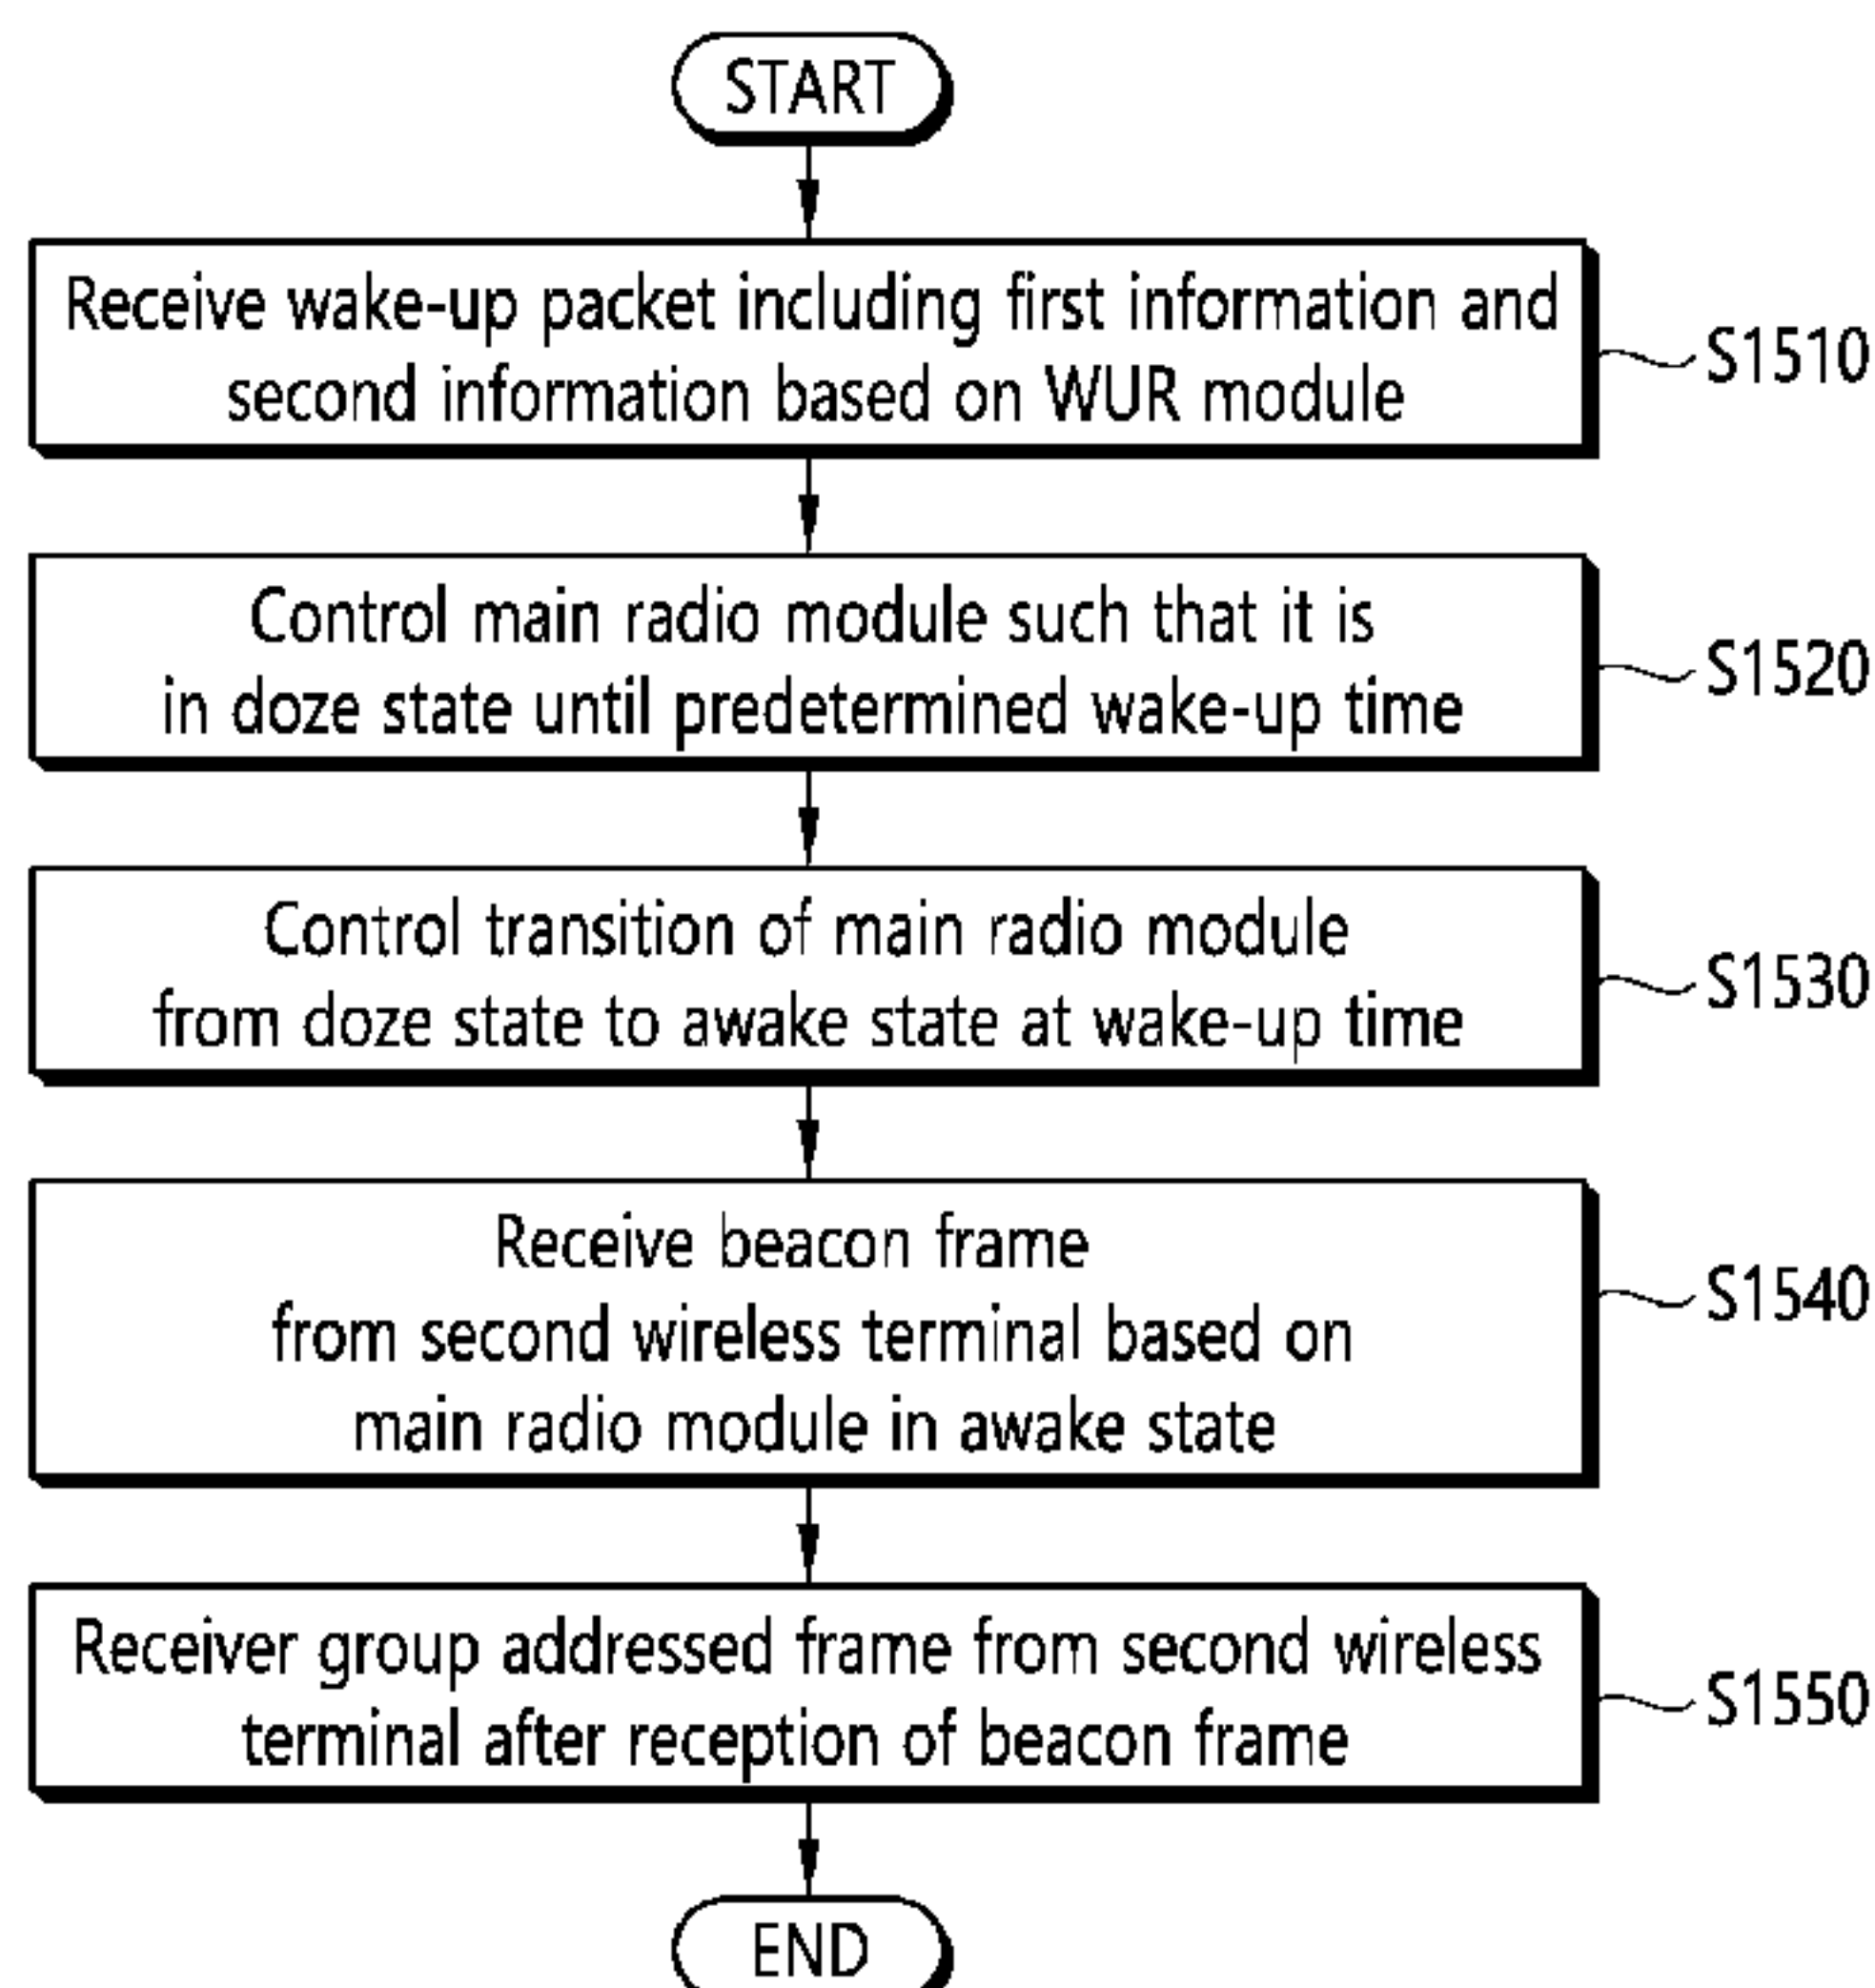 START
Receive wake-up packet including first information and
second information based on WUR module
S1510
Control main radio module such that it is
in doze state until predetermined wake-up time
S1520
Control transition of main radio module
from doze state to awake state at wake-up time
S1530
Receive beacon frame
from second wireless terminal based on
main radio module in awake state
S1540
Receiver group addressed frame from second wireless
terminal after reception of beacon frame
S1550
END